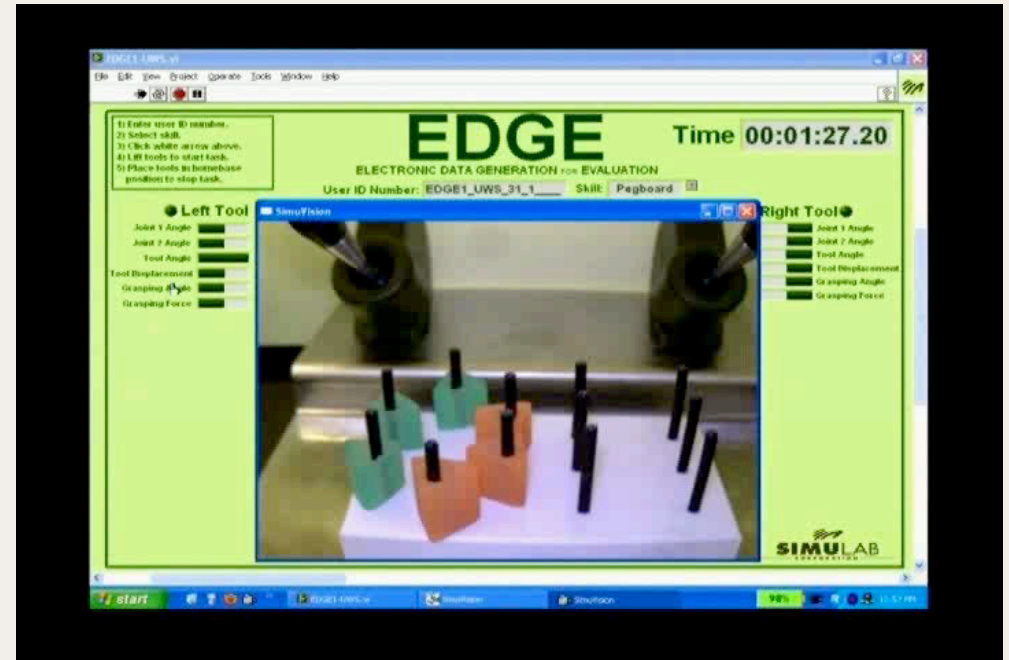 EDGE1-UWS.vi
File Edit View Project Operate Tools Window Help
1) Enter user ID number.
2) Select skill.
3) Click white arrow above.
4) Lift tools to start task.
5) Place tools in homebase
position to stop task.
EDGE
ELECTRONIC DATA GENERATION FOR EVALUATION
Time 00:01:27.20
User ID Number: EDGE1_UWS_31_1____ Skill: Pegboard
Left Tool
Joint 1 Angle
Joint 2 Angle
Tool Angle
Tool Displacement
Grasping Angle
Grasping Force
SimuVision
Right Tool
Joint 1 Angle
Joint 2 Angle
Tool Angle
Tool Displacement
Grasping Angle
Grasping Force
SIMULAB
CORPORATION
start EDGE1-UWS.vi SimuVision SimuVision 98%